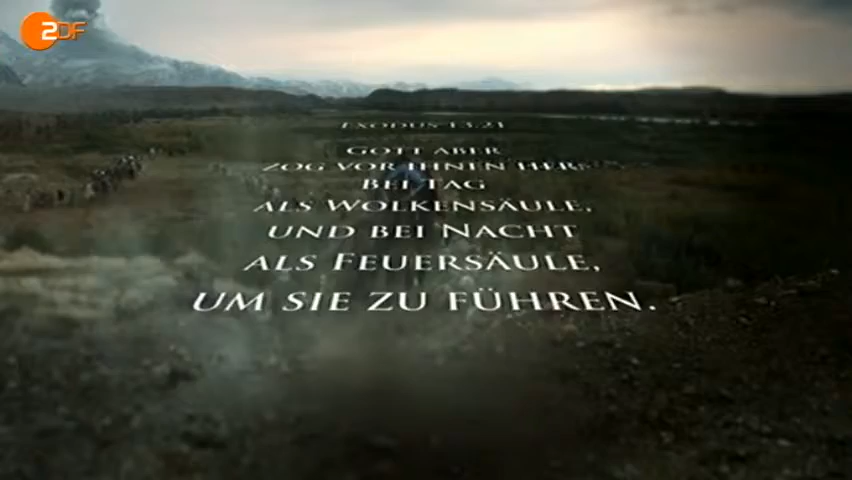 2DF
EXODUS 13:21
GOTT ABER
ZOG VOR IHNEN HER:
BEI TAG
ALS WOLKENSÄULE,
UND BEI NACHT
ALS FEUERSÄULE,
UM SIE ZU FÜHREN.